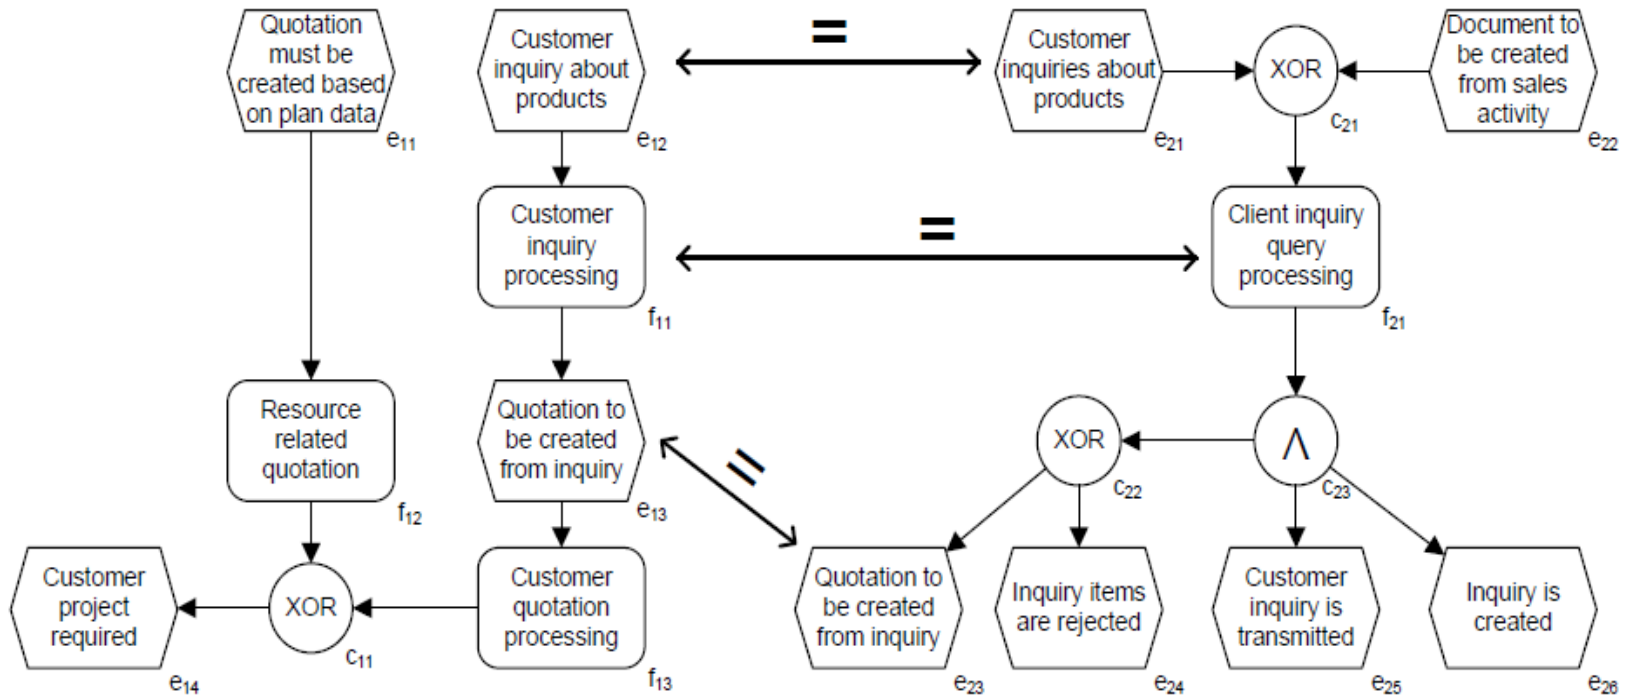 Quotation
must be
created based
on plan data
e11
Customer
inquiry about
products
e12
=
Customer
inquiries about
products
e21
XOR
c21
Document to
be created
from sales
activity
e22
Customer
inquiry
processing
f11
=
Client inquiry
query
processing
f21
Resource
related
quotation
f12
Quotation to
be created
from inquiry
e13
=
XOR
c22
Λ
c23
Customer
project
required
e14
XOR
c11
Customer
quotation
processing
f13
Quotation to
be created
from inquiry
e23
Inquiry items
are rejected
e24
Customer
inquiry is
transmitted
e25
Inquiry is
created
e26